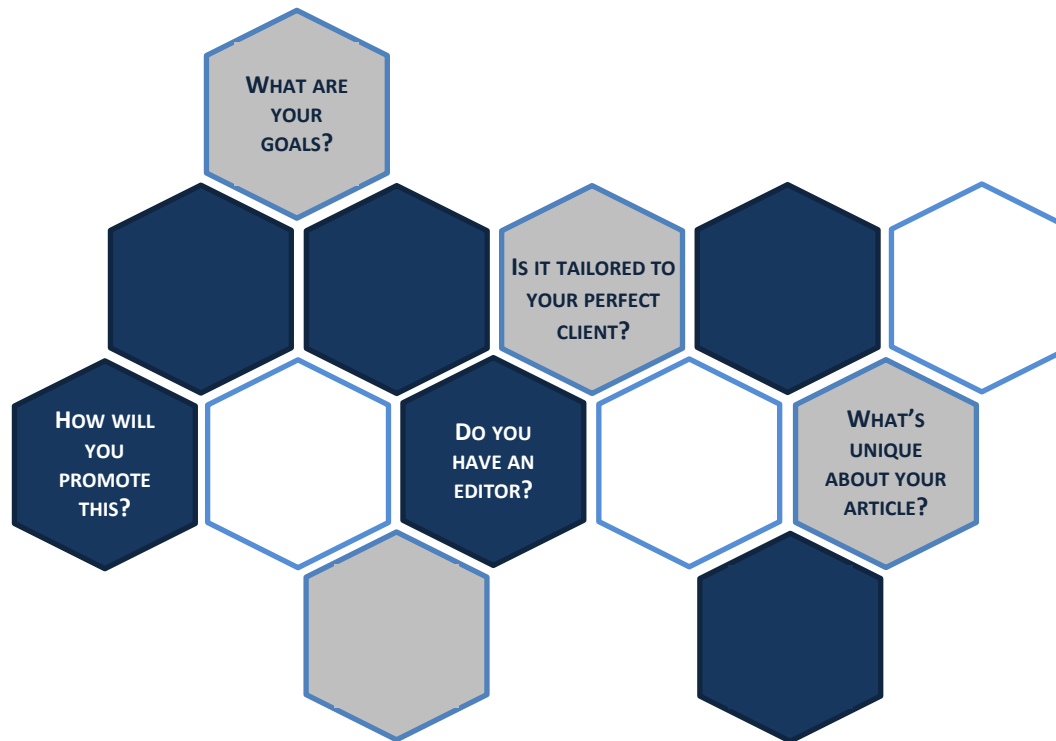 WHAT ARE
YOUR
GOALS?
IS IT TAILORED TO
YOUR PERFECT
CLIENT?
HOW WILL
YOU
PROMOTE
THIS?
DO YOU
HAVE AN
EDITOR?
WHAT'S
UNIQUE
ABOUT YOUR
ARTICLE?